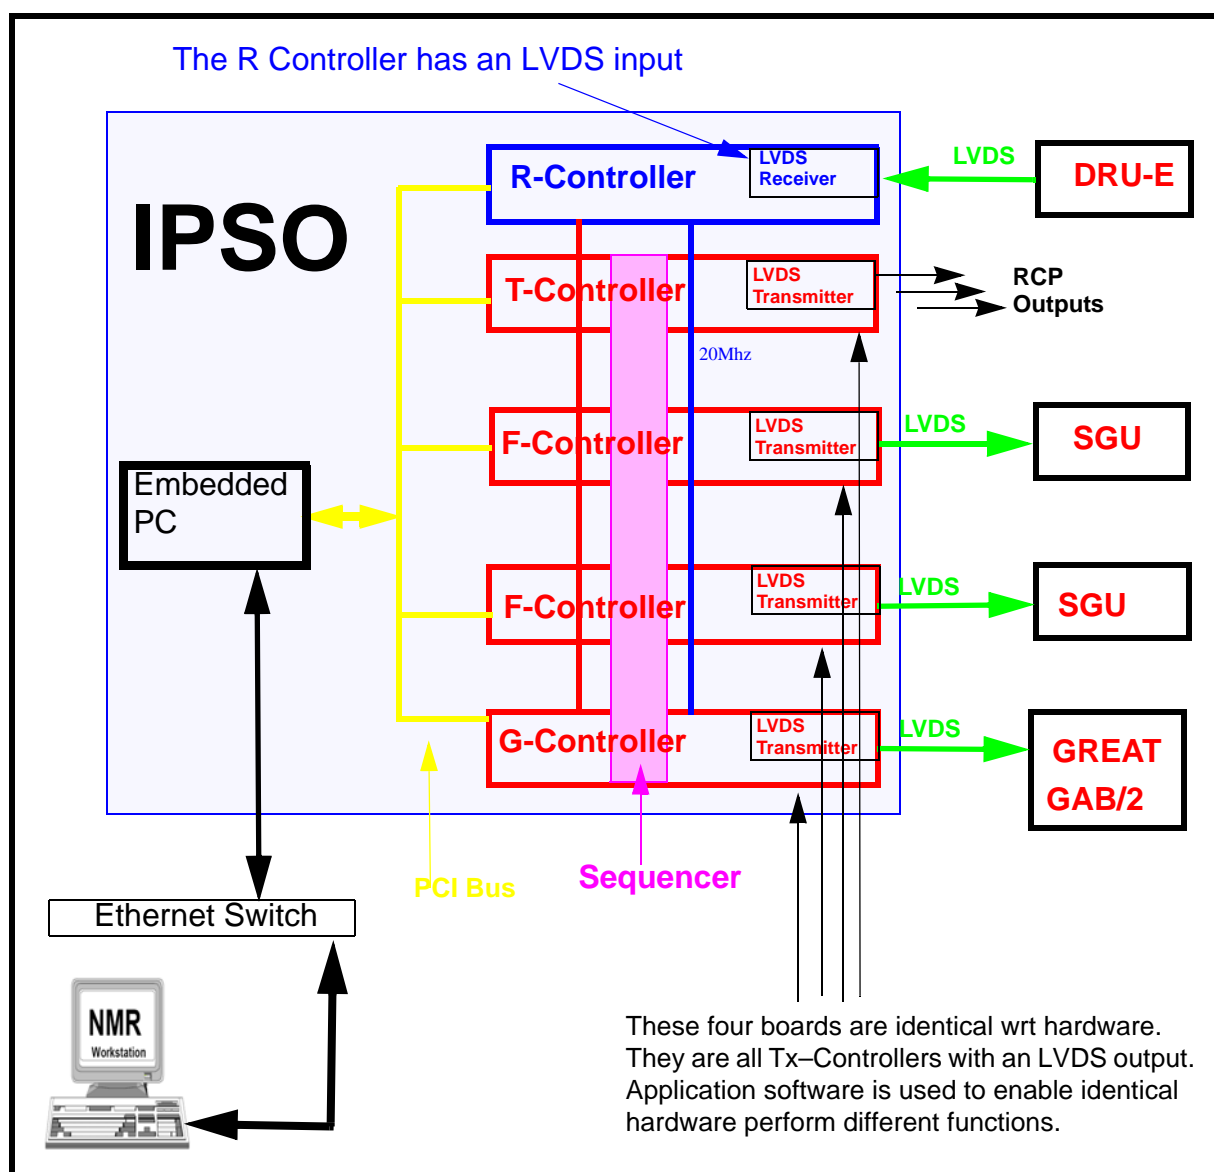 The R Controller has an LVDS input
IPSO
R-Controller
LVDS
Receiver
LVDS
DRU-E
T-Controller
LVDS
Transmitter
RCP
Outputs
20Mhz
F-Controller
LVDS
Transmitter
LVDS
SGU
Embedded
PC
F-Controller
LVDS
Transmitter
LVDS
SGU
G-Controller
LVDS
Transmitter
LVDS
GREAT
GAB/2
PCI Bus
Sequencer
Ethernet Switch
NMR
Workstation
These four boards are identical wrt hardware.
They are all Tx–Controllers with an LVDS output.
Application software is used to enable identical
hardware perform different functions.